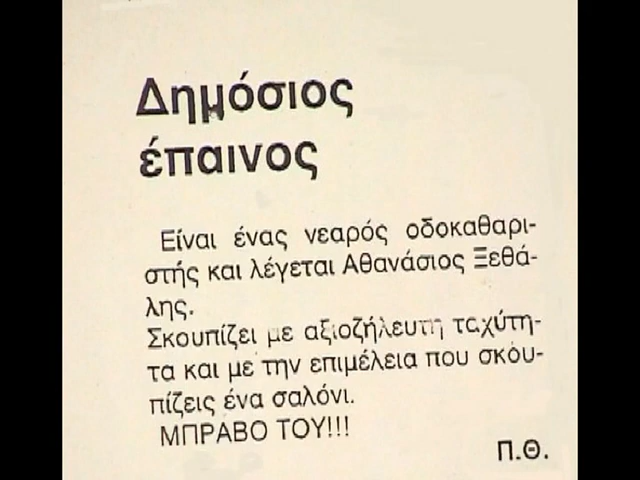 Δημόσιος
έπαινος
Είναι ένας νεαρός οδοκαθαρι-
στής και λέγεται Αθανάσιος Ξεθά-
λης.
Σκουπίζει με αξιοζήλευτη ταχύτη-
τα και με την επιμέλεια που σκου-
πίζεις ένα σαλόνι.
ΜΠΡΑΒΟ ΤΟΥ!!!
Π.Θ.